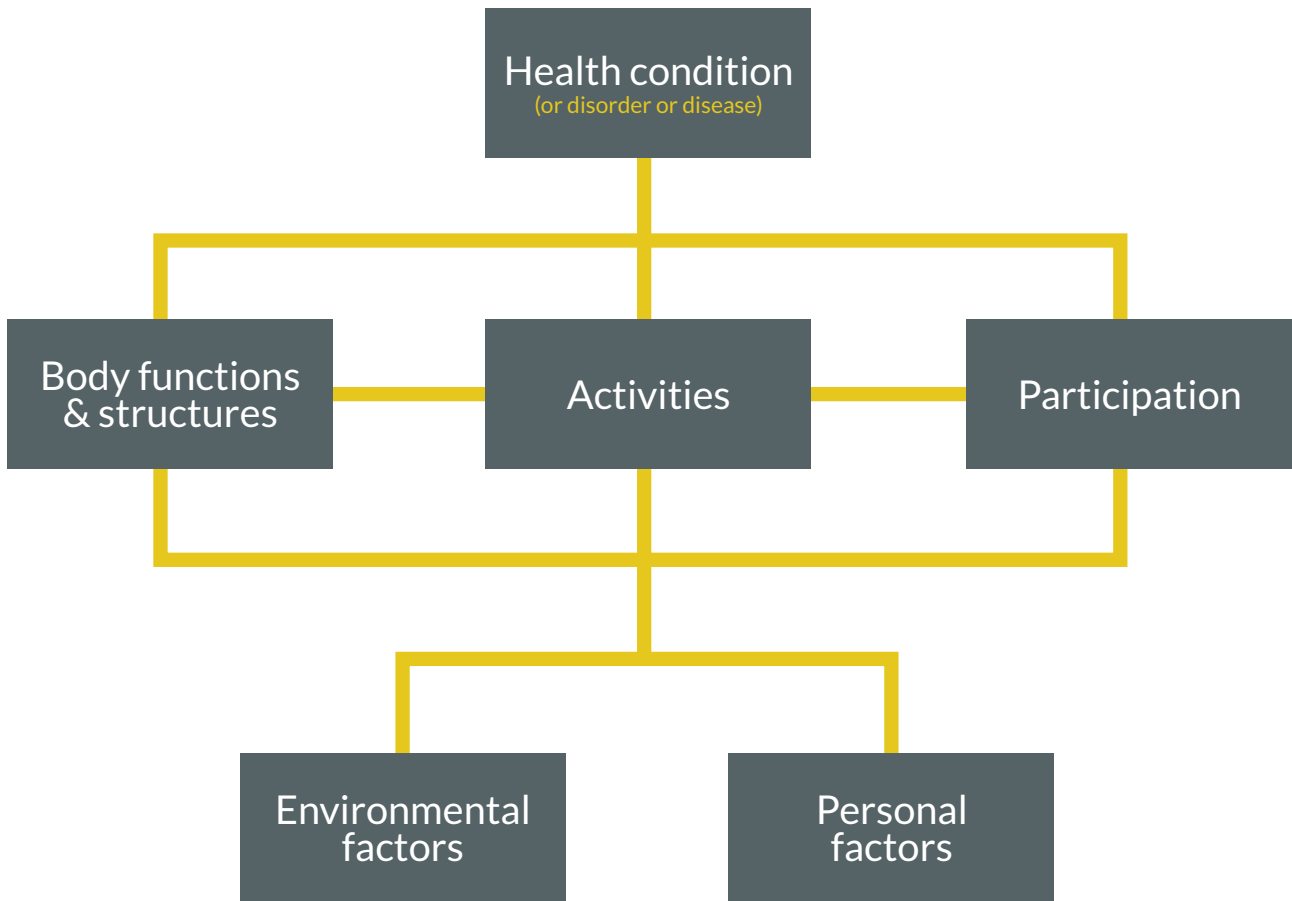 Health condition
(or disorder or disease)
Body functions
& structures
Activities
Participation
Environmental
factors
Personal
factors